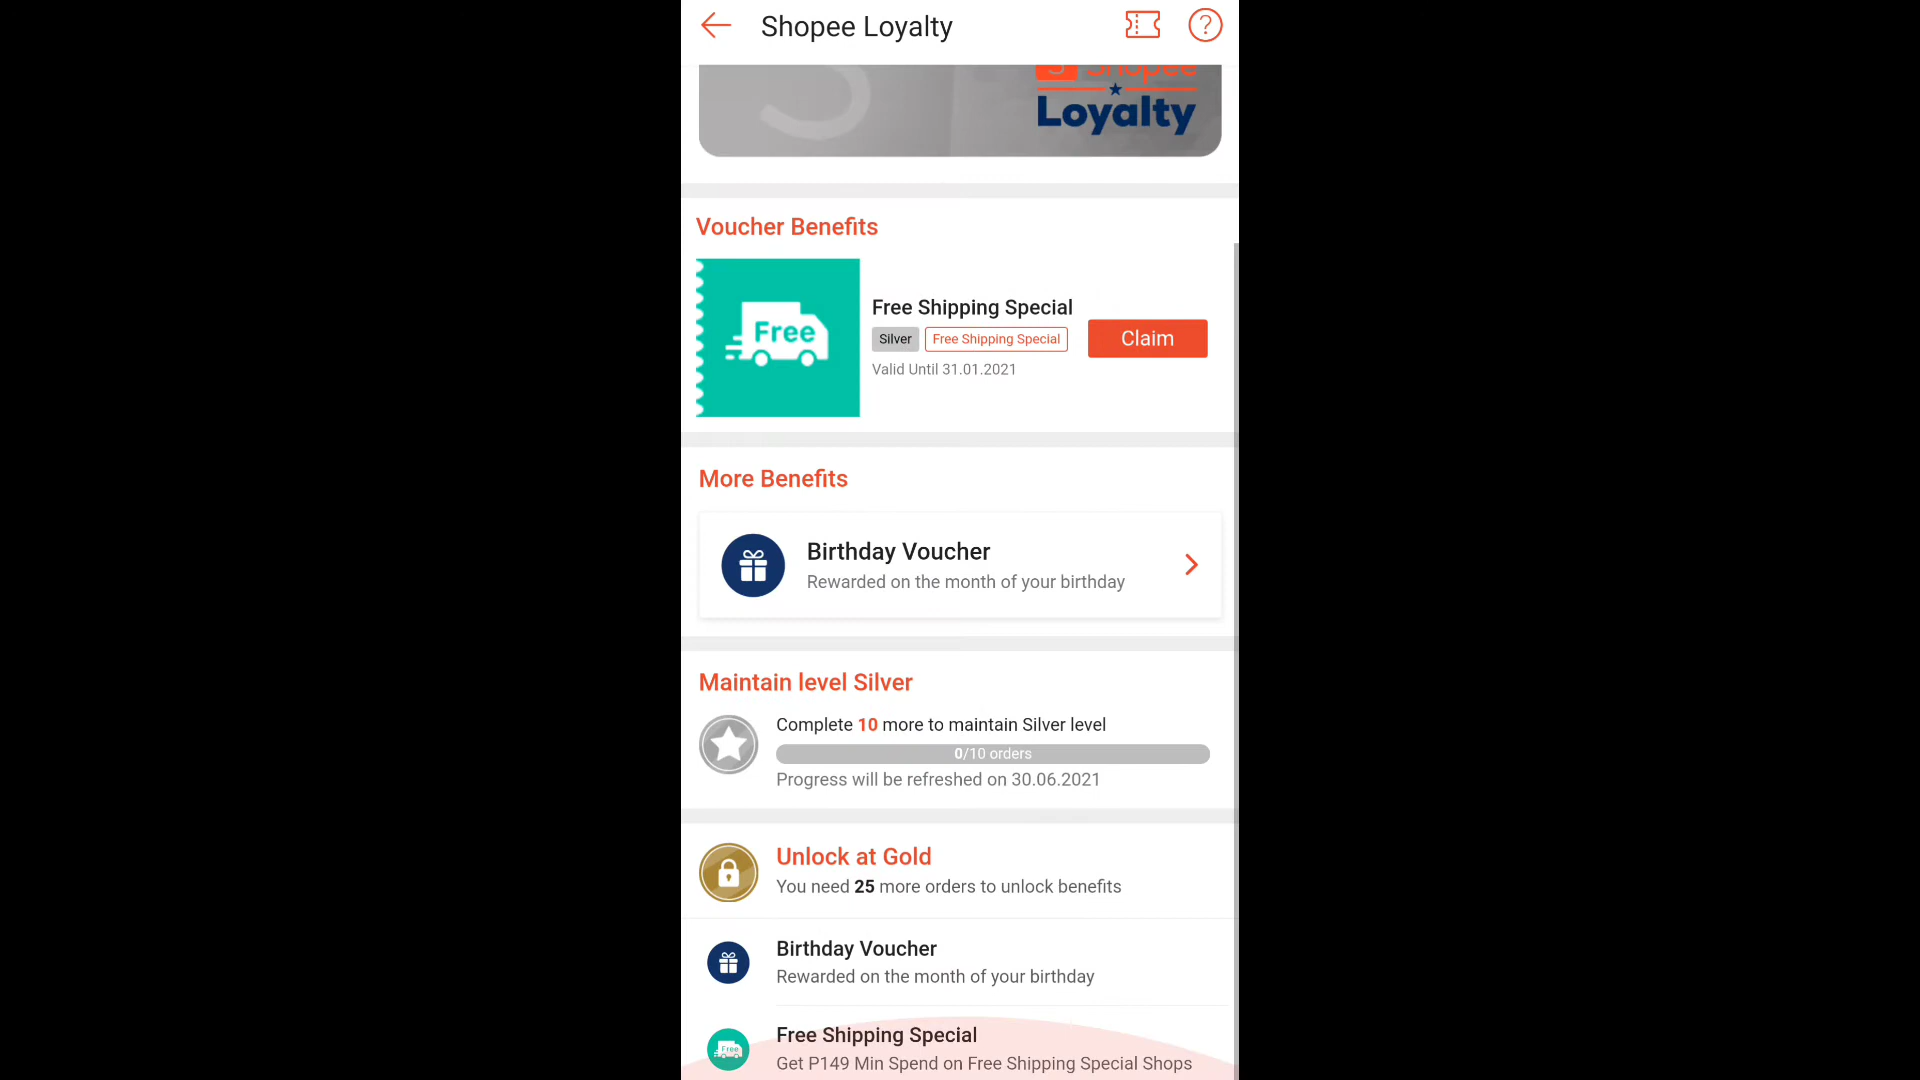 Shopee Loyalty
Shopee
Loyalty
Voucher Benefits
Free
Free Shipping Special
Silver
Free Shipping Special
Valid Until 31.01.2021
Claim
More Benefits
Birthday Voucher
Rewarded on the month of your birthday
Maintain level Silver
Complete 10 more to maintain Silver level
0/10 orders
Progress will be refreshed on 30.06.2021
Unlock at Gold
You need 25 more orders to unlock benefits
Birthday Voucher
Rewarded on the month of your birthday
Free
Free Shipping Special
Get P149 Min Spend on Free Shipping Special Shops